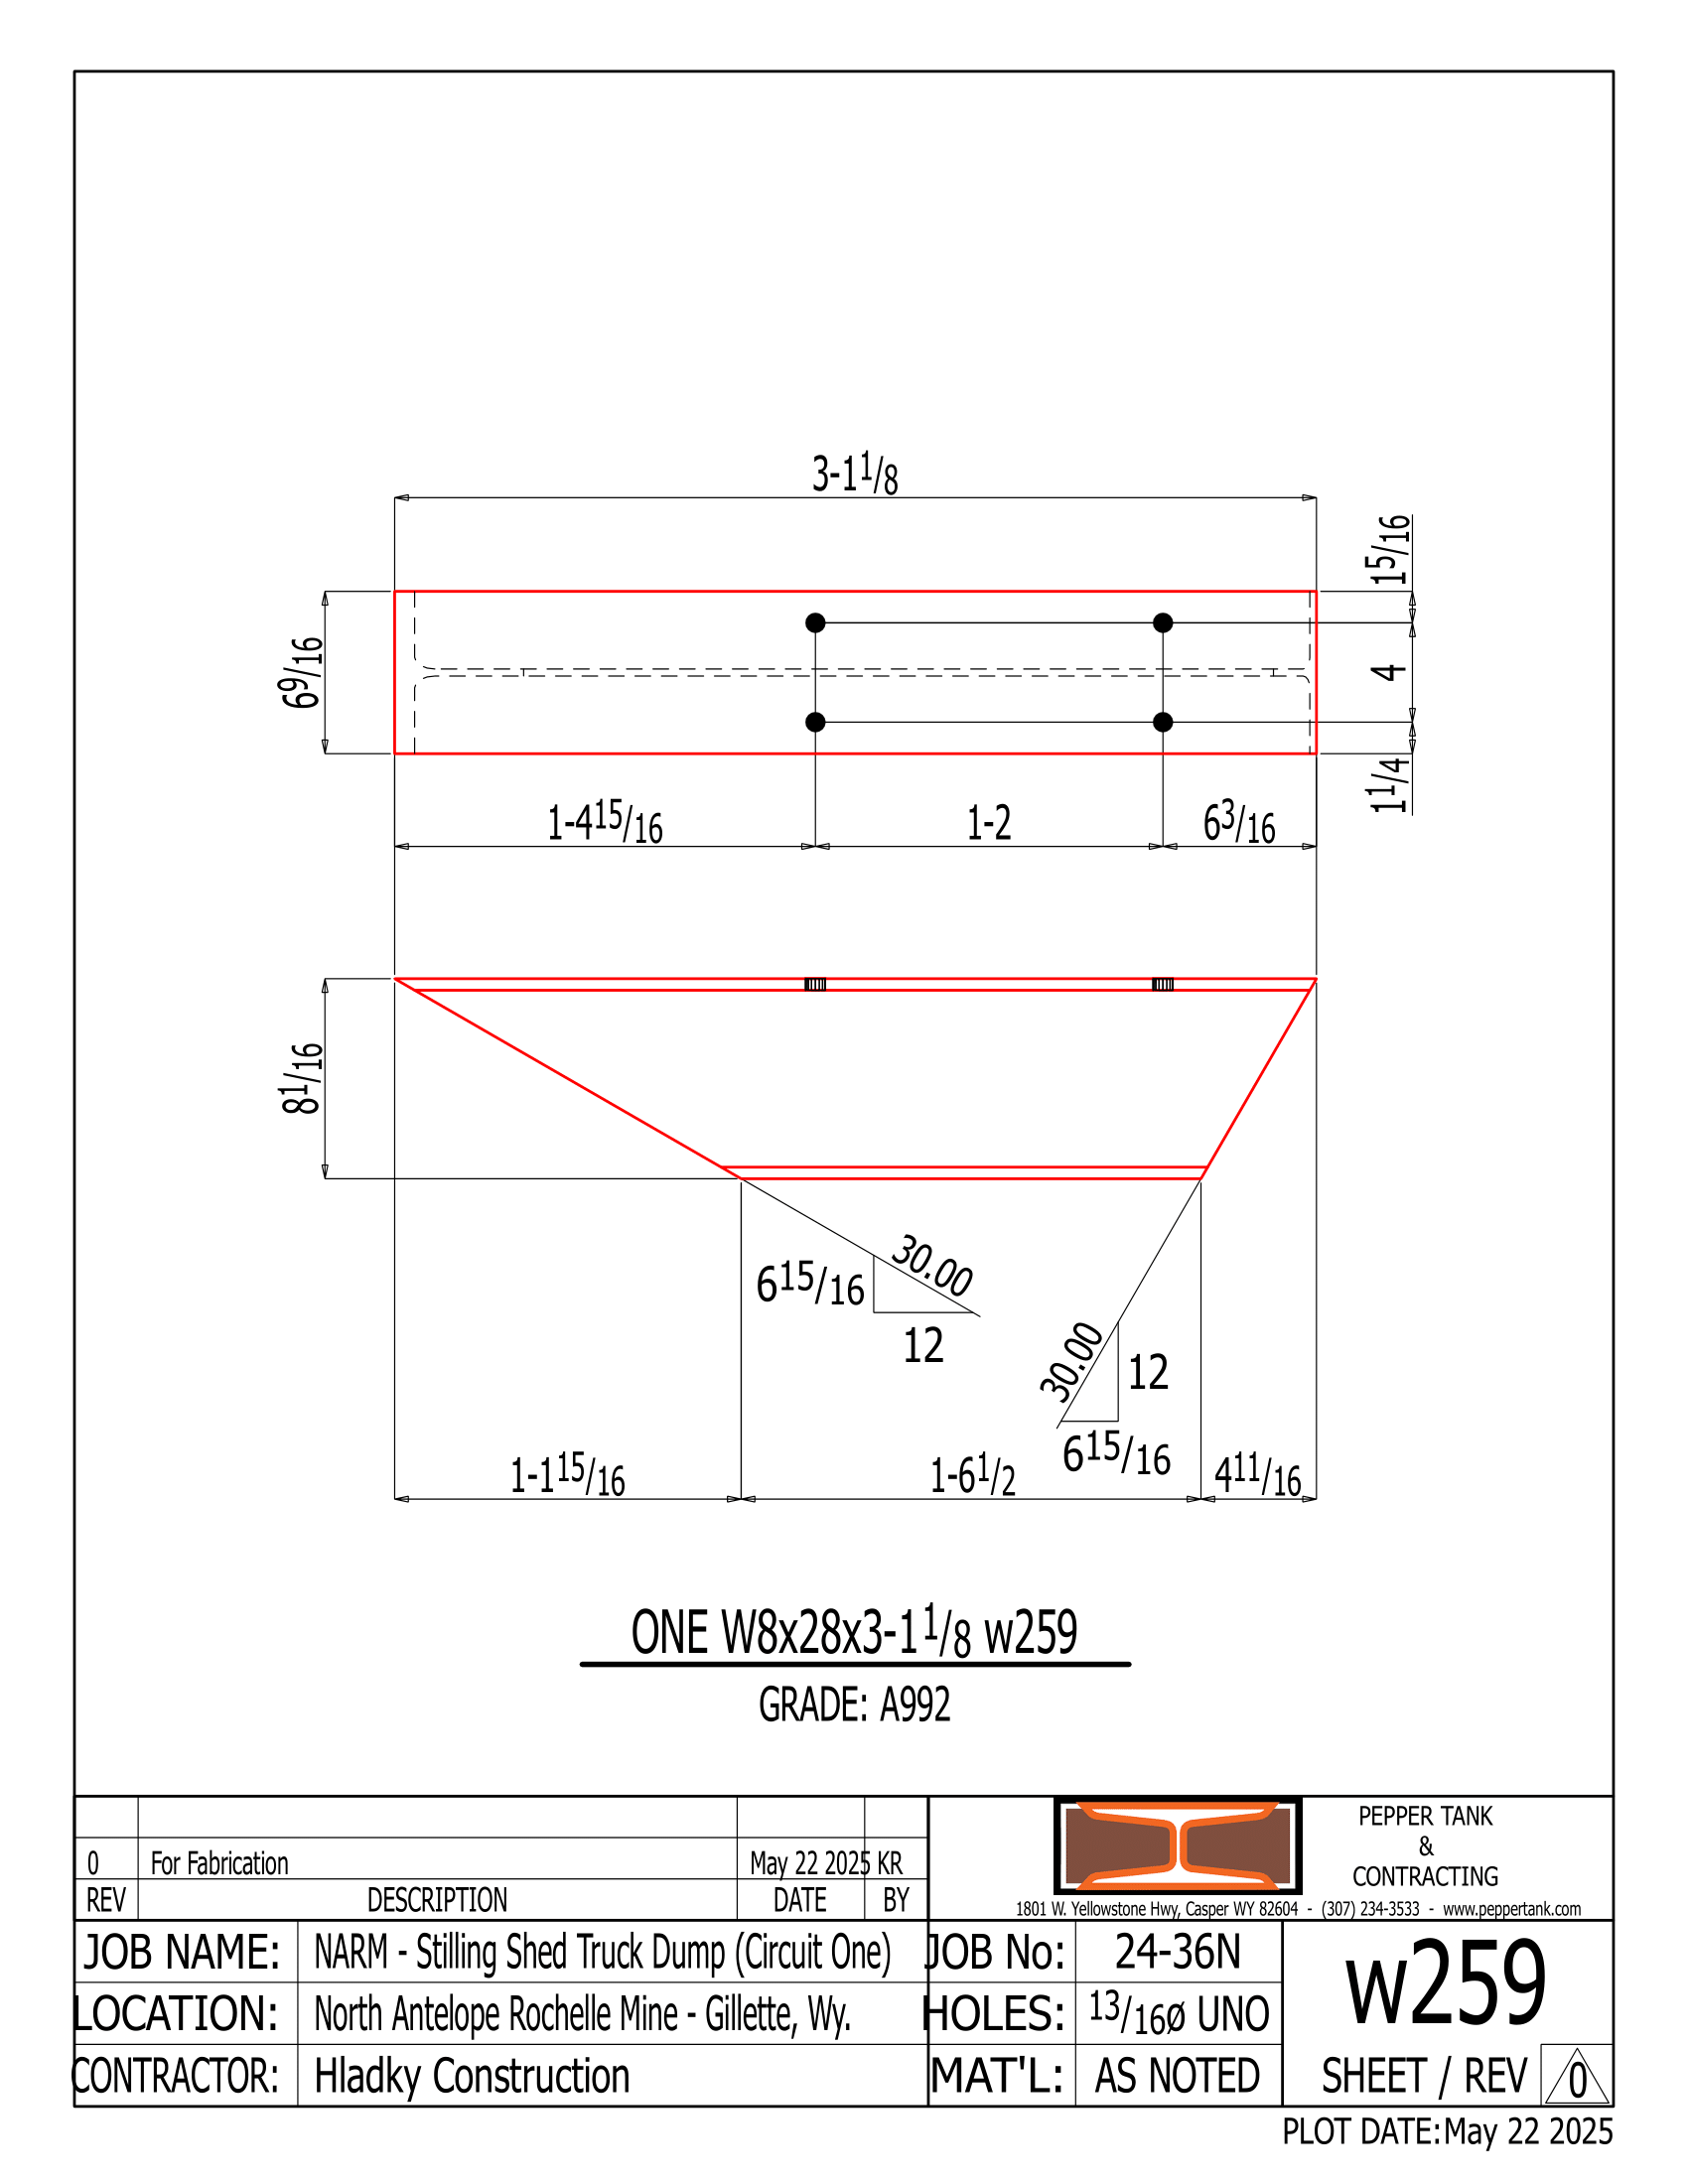 3-1 1/8
1 5/16
6 9/16
4
1 1/4
1-4 15/16
1-2
6 3/16
8 1/16
30.00
6 15/16
12
30.00
12
6 15/16
1-1 15/16
1-6 1/2
4 11/16
ONE W8x28x3-1 1/8 w259
GRADE: A992
0 For Fabrication May 22 2025 KR
REV DESCRIPTION DATE BY
PEPPER TANK
&
CONTRACTING
1801 W. Yellowstone Hwy, Casper WY 82604 - (307) 234-3533 - www.peppertank.com
JOB NAME: NARM - Stilling Shed Truck Dump (Circuit One)
LOCATION: North Antelope Rochelle Mine - Gillette, Wy.
CONTRACTOR: Hladky Construction
JOB No: 24-36N
HOLES: 13/16ø UNO
MAT'L: AS NOTED
w259
SHEET / REV 0
PLOT DATE:May 22 2025